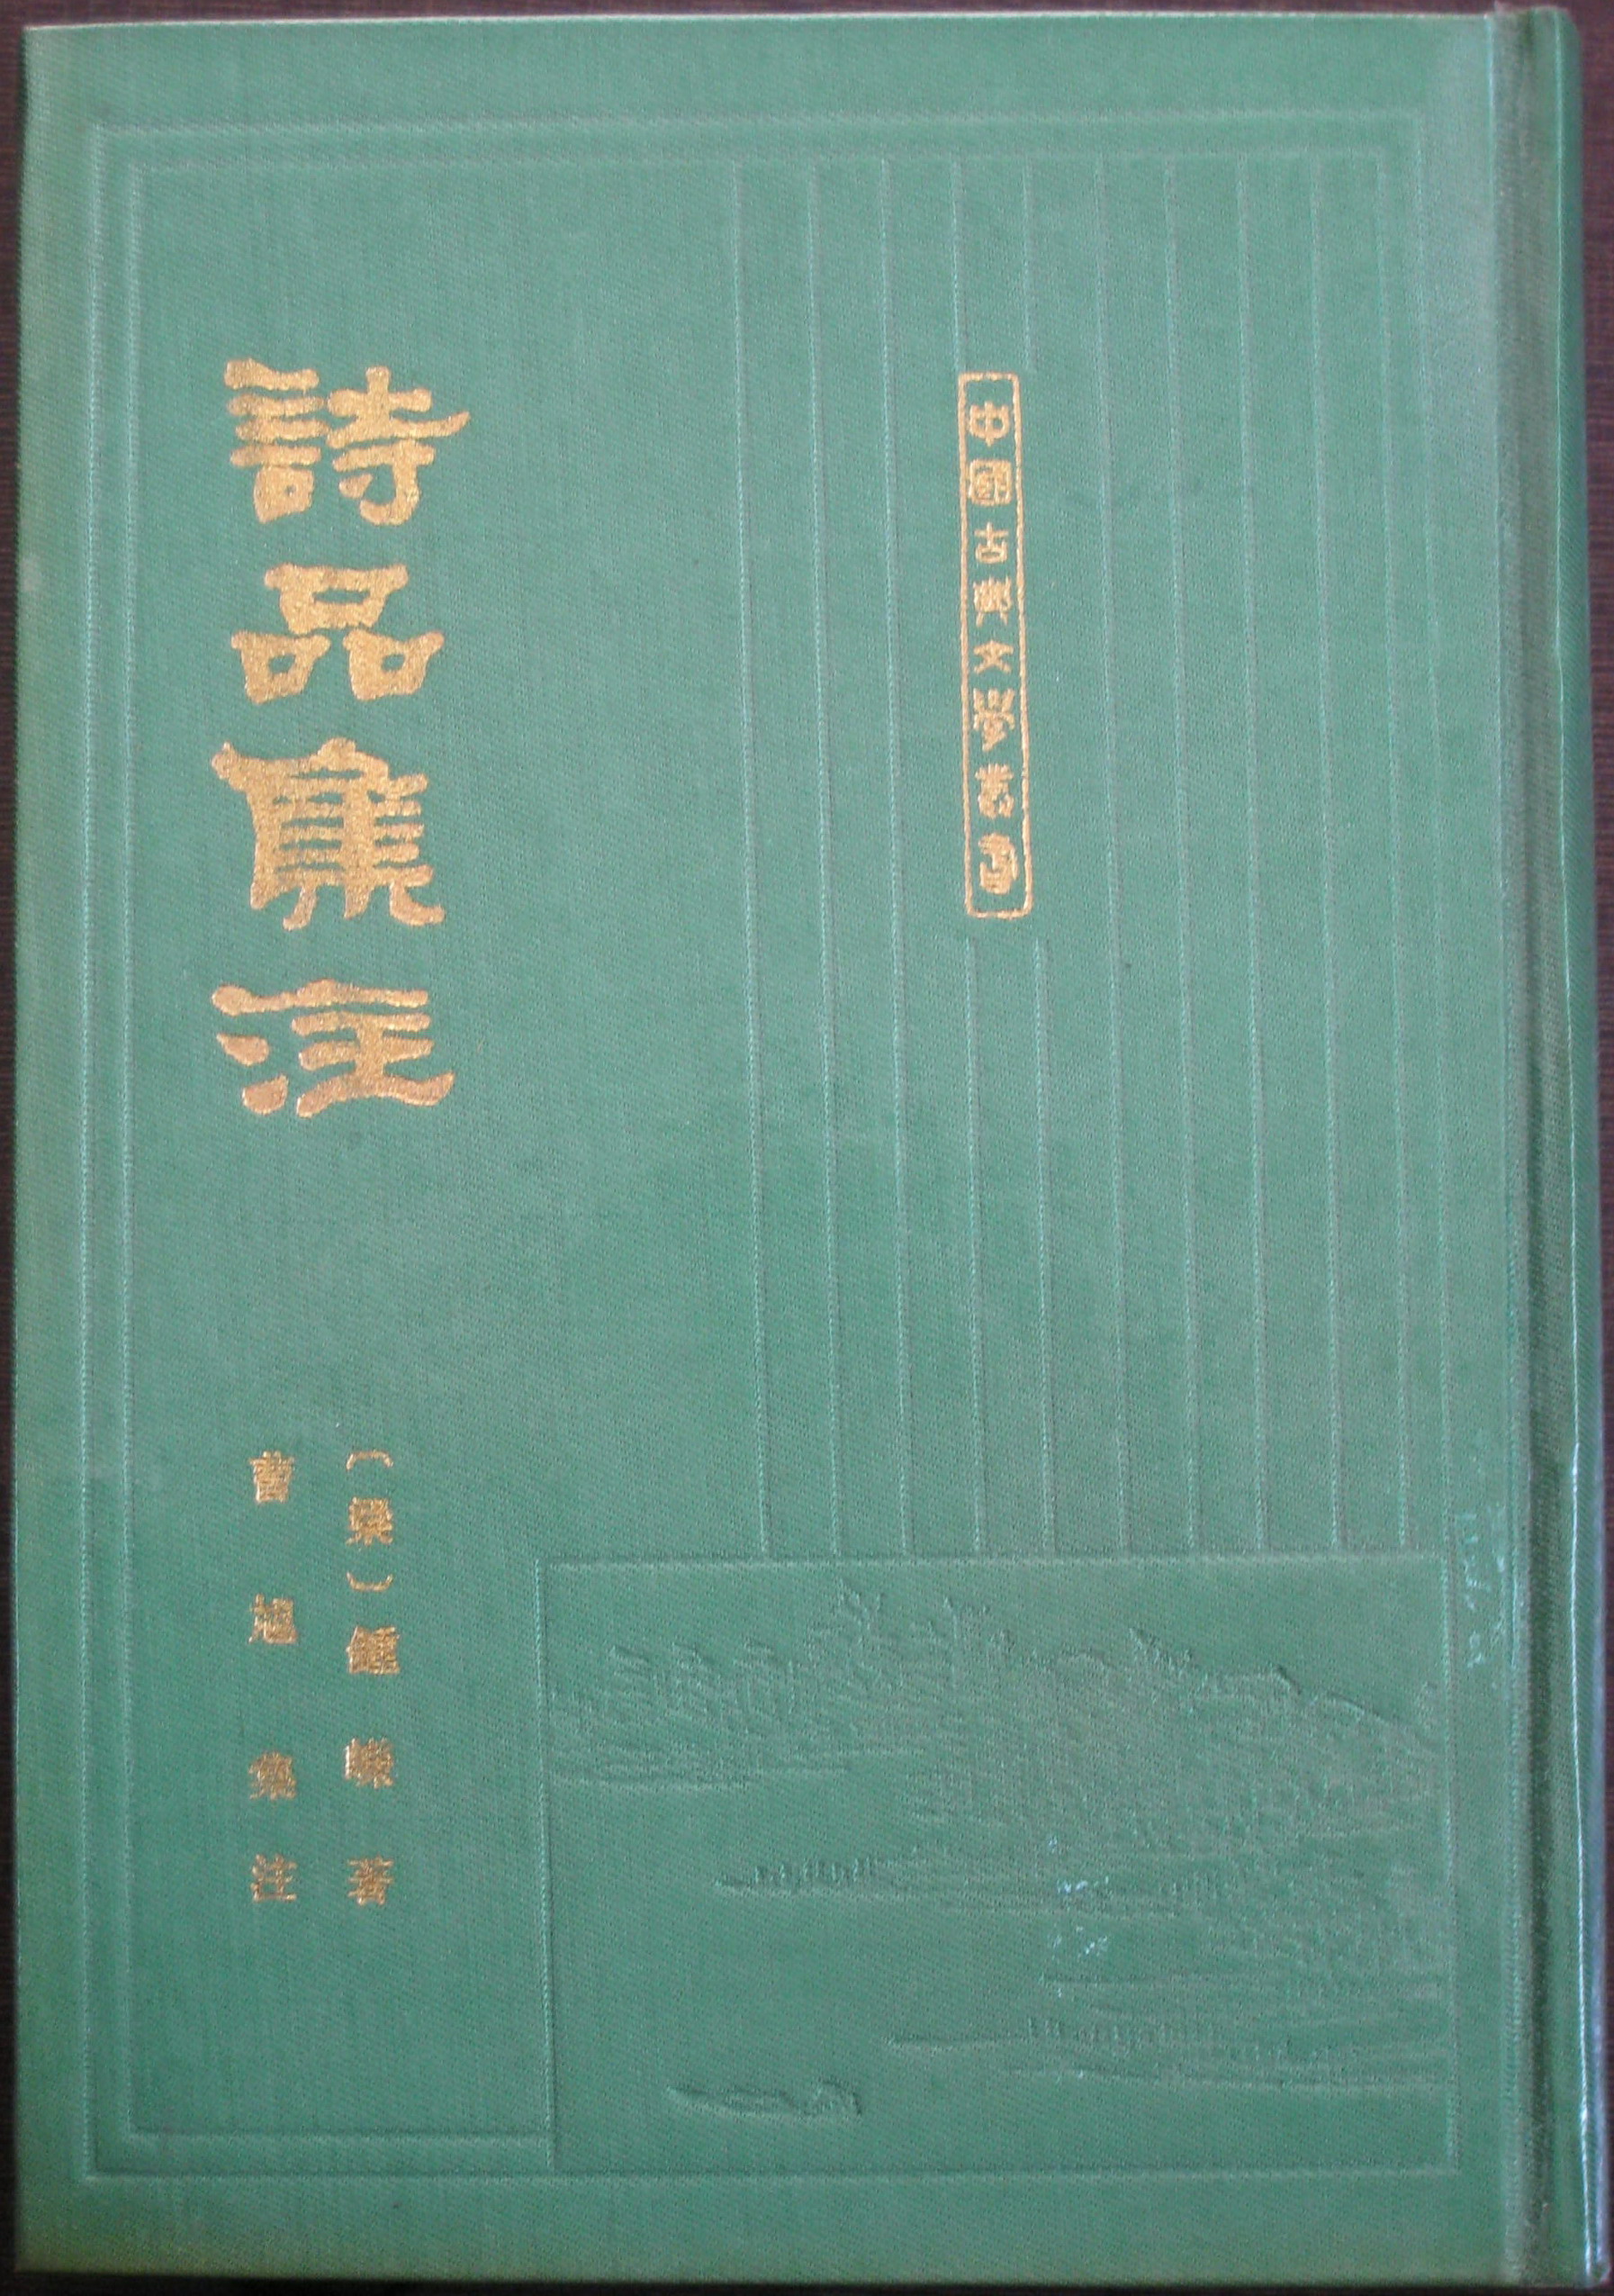 中國古典文學叢書
詩品集注
〔梁〕鍾嶸著
曹旭集注